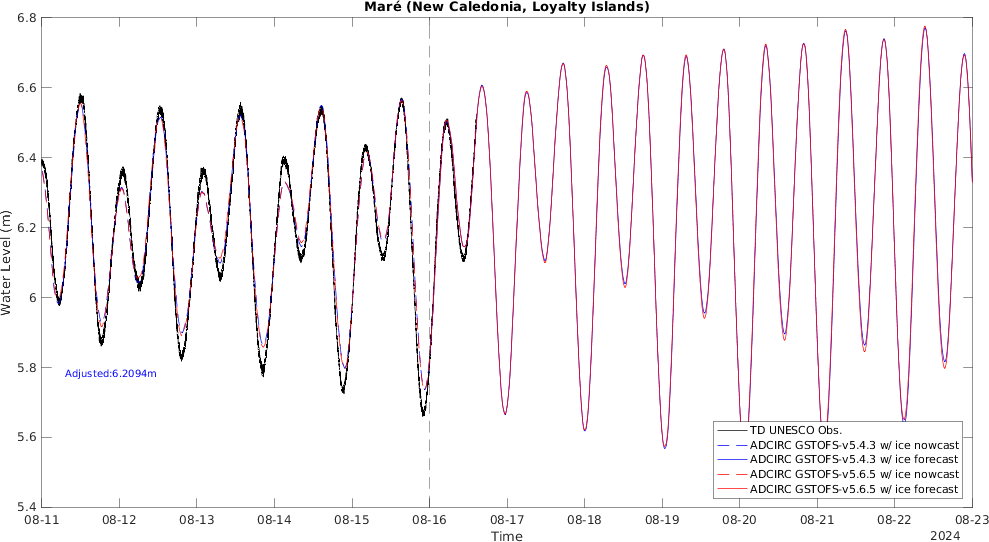 Maré (New Caledonia, Loyalty Islands)
Water Level (m)
6.8
6.6
6.4
6.2
6
5.8
5.6
5.4
Adjusted:6.2094m
TD UNESCO Obs.
ADCIRC GSTOFS-v5.4.3 w/ ice nowcast
ADCIRC GSTOFS-v5.4.3 w/ ice forecast
ADCIRC GSTOFS-v5.6.5 w/ ice nowcast
ADCIRC GSTOFS-v5.6.5 w/ ice forecast
08-11 08-12 08-13 08-14 08-15 08-16 08-17 08-18 08-19 08-20 08-21 08-22 08-23
Time
2024